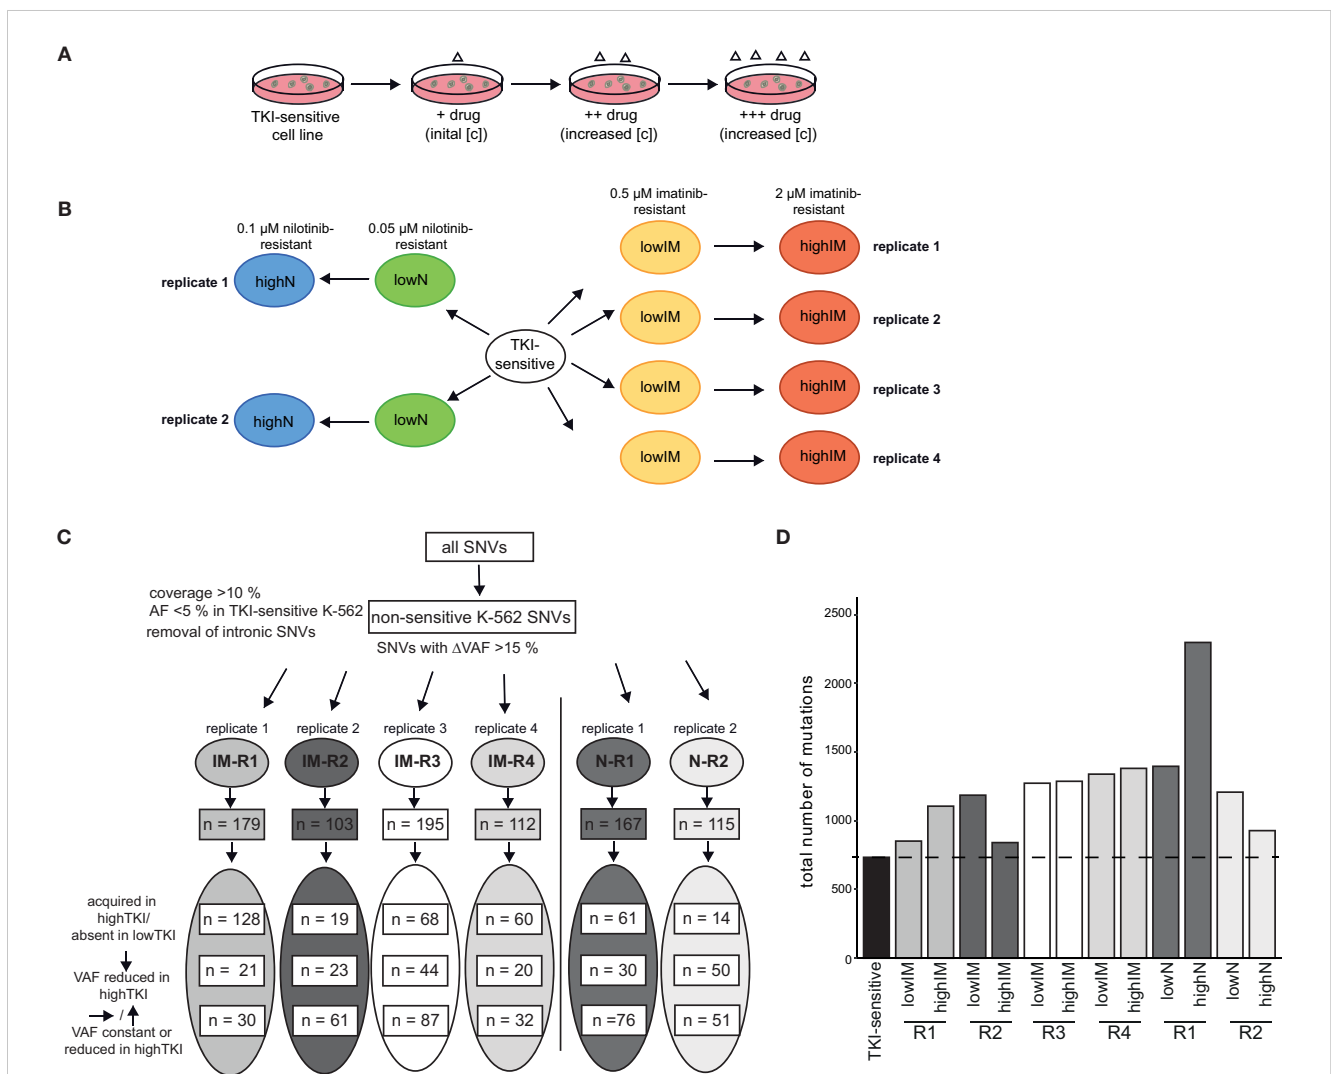 A
TKI-sensitive
cell line
+ drug
(inital [c])
++ drug
(increased [c])
+++ drug
(increased [c])
B
0.1 µM nilotinib-
resistant
0.05 µM nilotinib-
resistant
0.5 µM imatinib-
resistant
2 µM imatinib-
resistant
replicate 1
highN
lowN
lowIM
highIM
replicate 1
lowIM
highIM
replicate 2
TKI-
sensitive
lowIM
highIM
replicate 3
replicate 2
highN
lowN
lowIM
highIM
replicate 4
C
all SNVs
coverage >10 %
AF <5 % in TKI-sensitive K-562
removal of intronic SNVs
non-sensitive K-562 SNVs
SNVs with ∆VAF >15 %
replicate 1
replicate 2
replicate 3
replicate 4
replicate 1
replicate 2
IM-R1
IM-R2
IM-R3
IM-R4
N-R1
N-R2
n = 179
n = 103
n = 195
n = 112
n = 167
n = 115
acquired in
highTKI/
absent in lowTKI
n = 128
n = 19
n = 68
n = 60
n = 61
n = 14
VAF reduced in
highTKI
n = 21
n = 23
n = 44
n = 20
n = 30
n = 50
/
VAF constant or
reduced in highTKI
n = 30
n = 61
n = 87
n = 32
n =76
n = 51
D
total number of mutations
2500
2000
1500
1000
500
0
TKI-sensitive
lowIM
highIM
lowIM
highIM
lowIM
highIM
lowIM
highIM
lowN
highN
lowN
highN
R1
R2
R3
R4
R1
R2